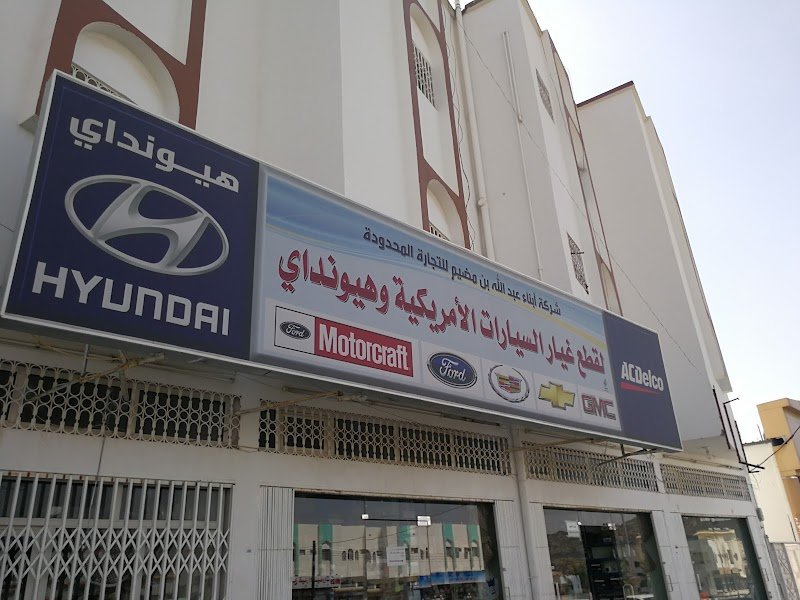 هيـونداي
HYUNDAI
شركة أبناء عبد الله بن مضيم للتجارة المحدودة
لقطع غيار السيارات الأمريكية وهيونداي
Ford
Motorcraft
Ford
GMC
ACDelco